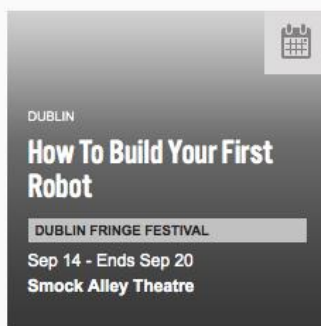 DUBLIN
How To Build Your First
Robot
DUBLIN FRINGE FESTIVAL
Sep 14 - Ends Sep 20
Smock Alley Theatre